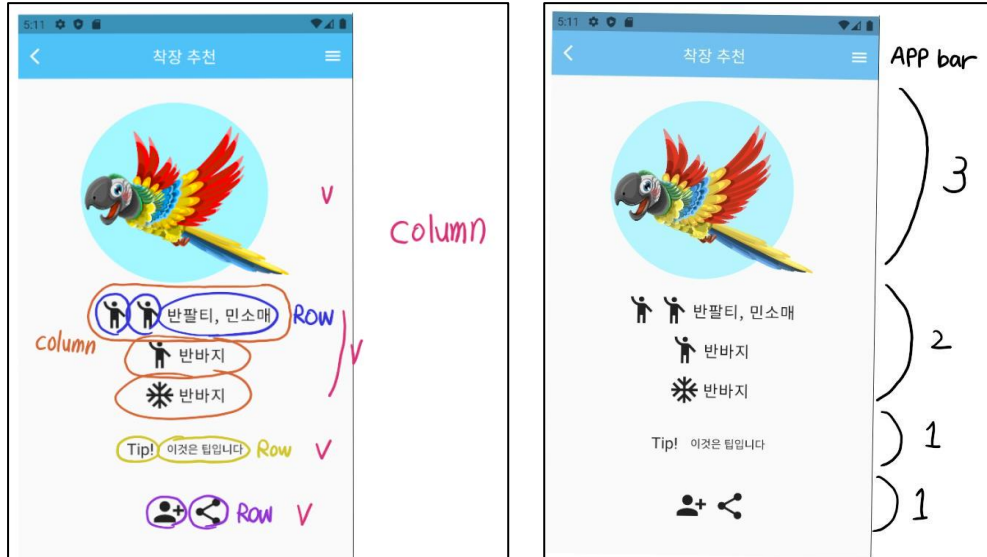 5:11
착장 추천
v
column
반팔티, 민소매
Row
column
v
반바지
반바지
Tip! 이것은 팁입니다
Row
v
Row
v
5:11
착장 추천
APP bar
3
반팔티, 민소매
반바지
2
반바지
Tip! 이것은 팁입니다
1
1